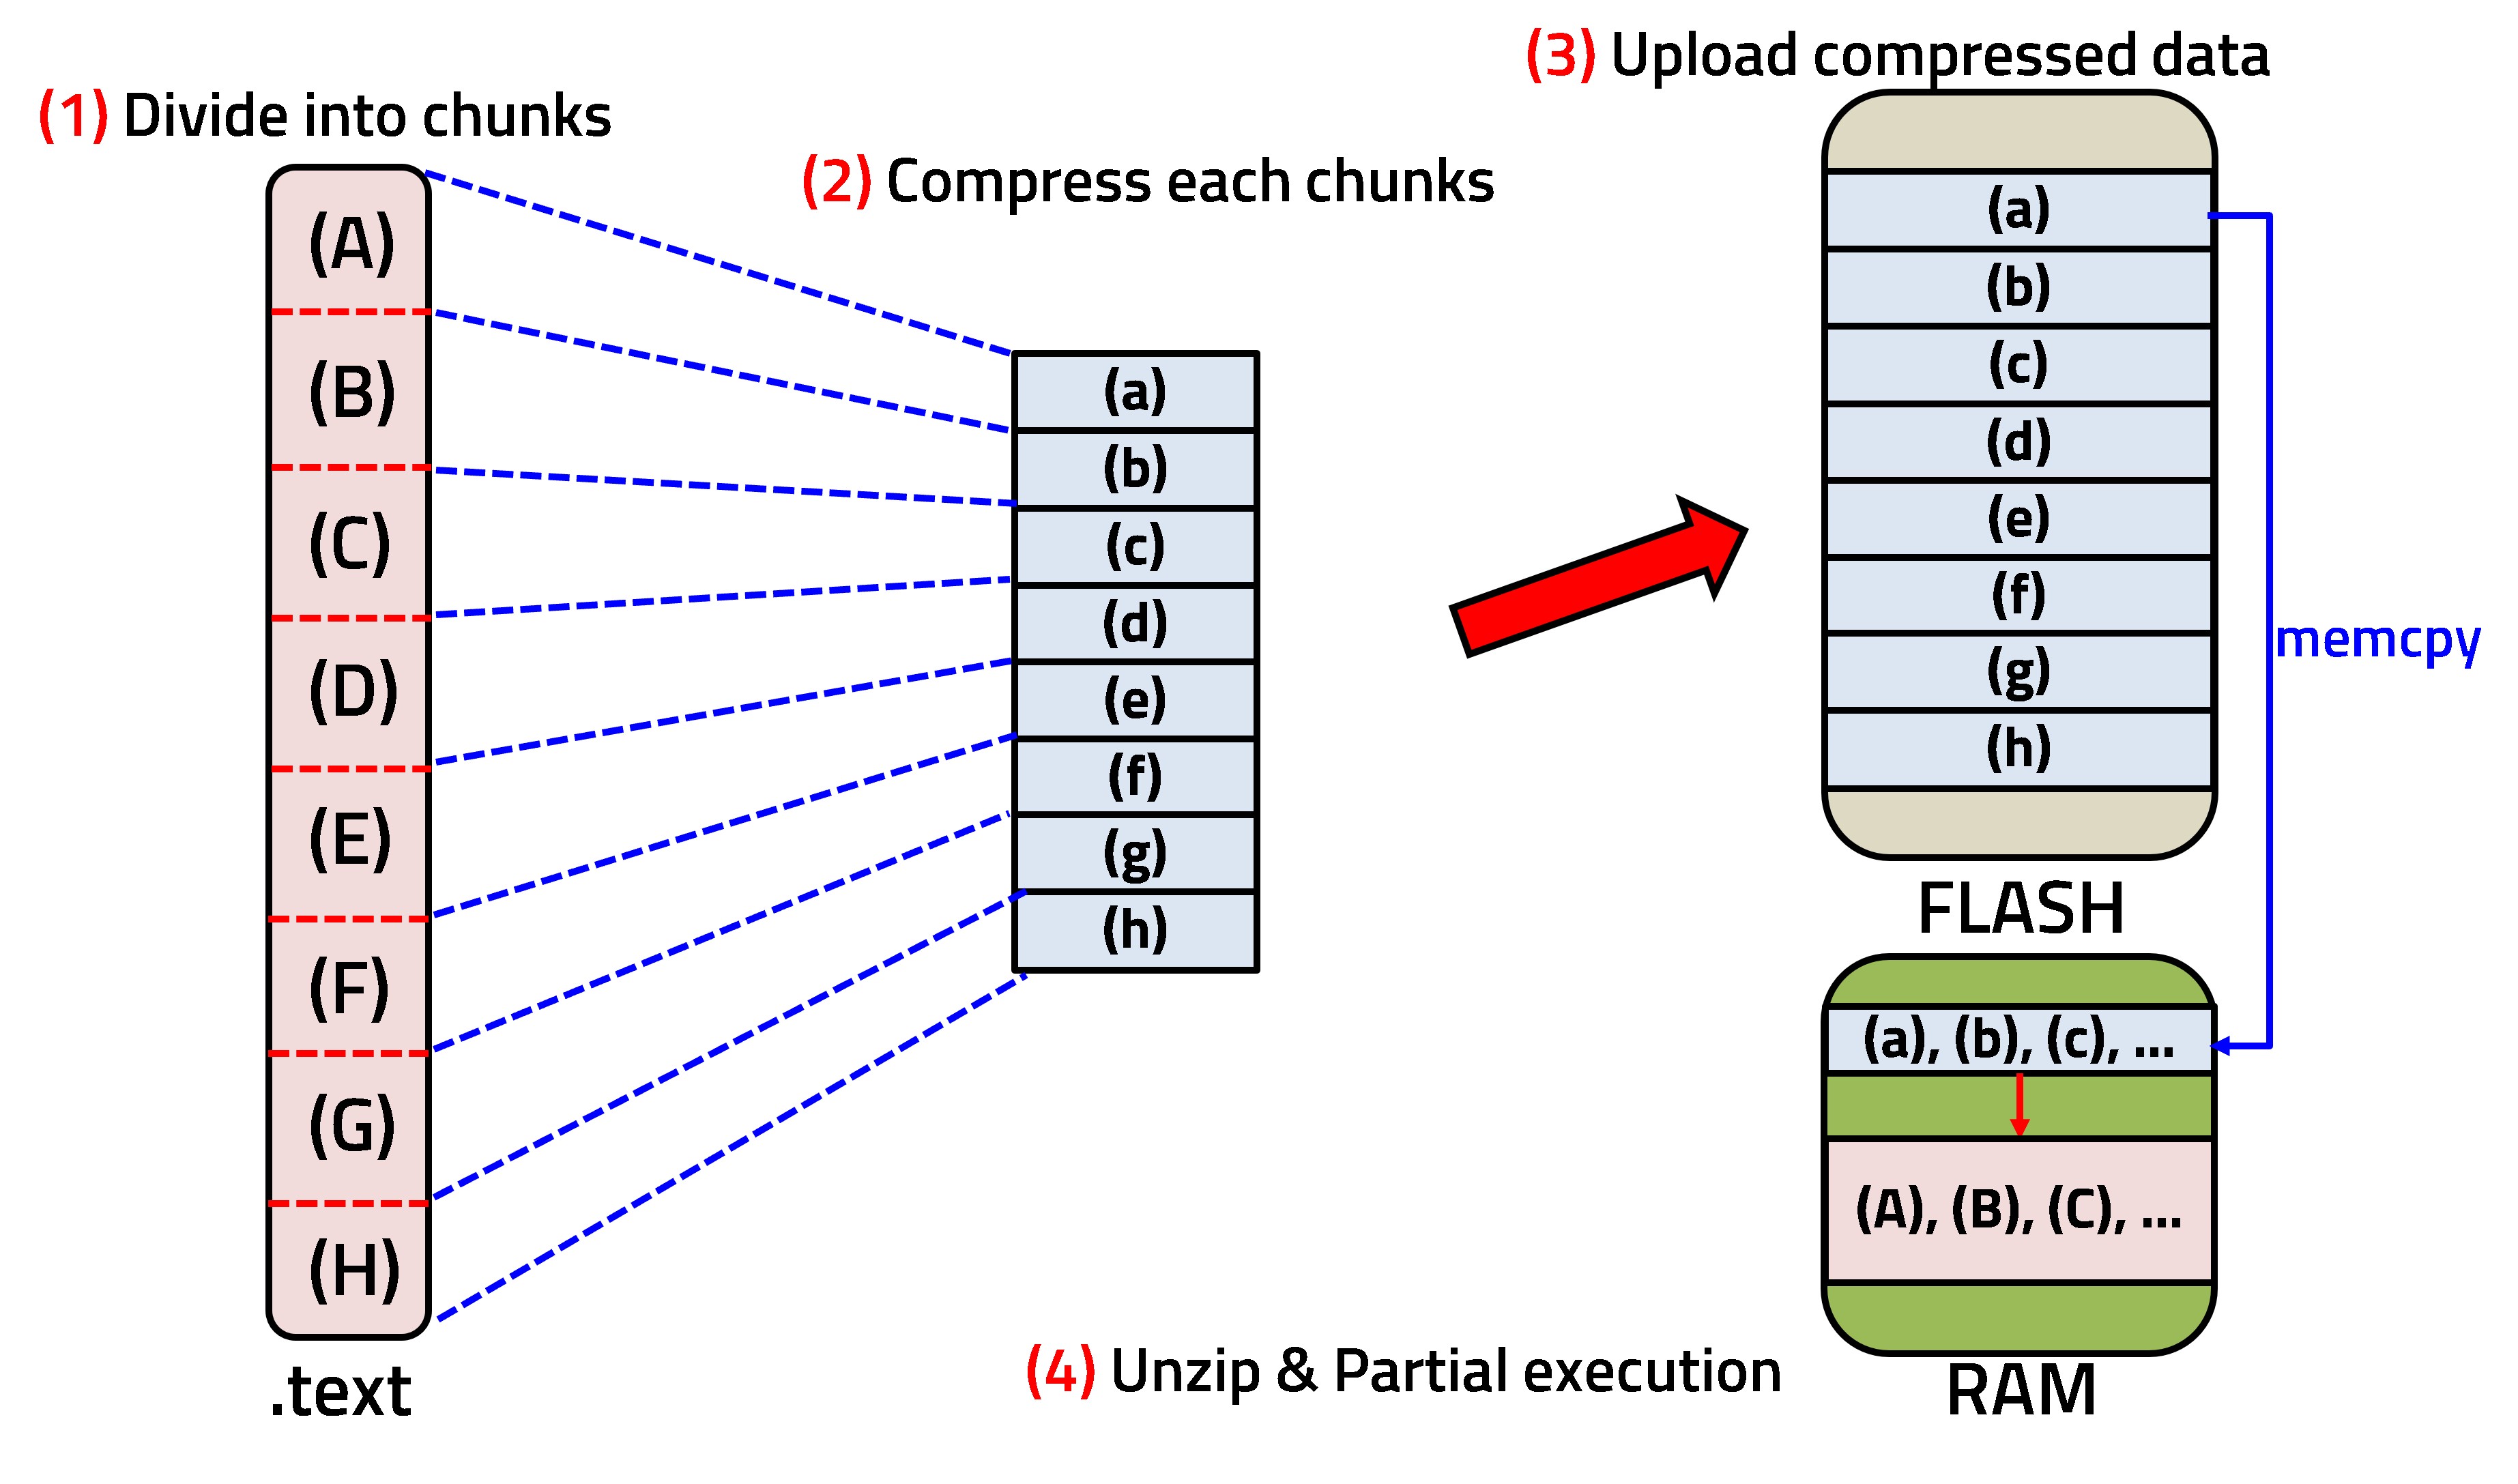 (1) Divide into chunks
(A)
(B)
(C)
(D)
(E)
(F)
(G)
(H)
.text
(2) Compress each chunks
(a)
(b)
(c)
(d)
(e)
(f)
(g)
(h)
(3) Upload compressed data
(a)
(b)
(c)
(d)
(e)
(f)
(g)
(h)
FLASH
memcpy
(a), (b), (c), ...
(A), (B), (C), ...
RAM
(4) Unzip & Partial execution